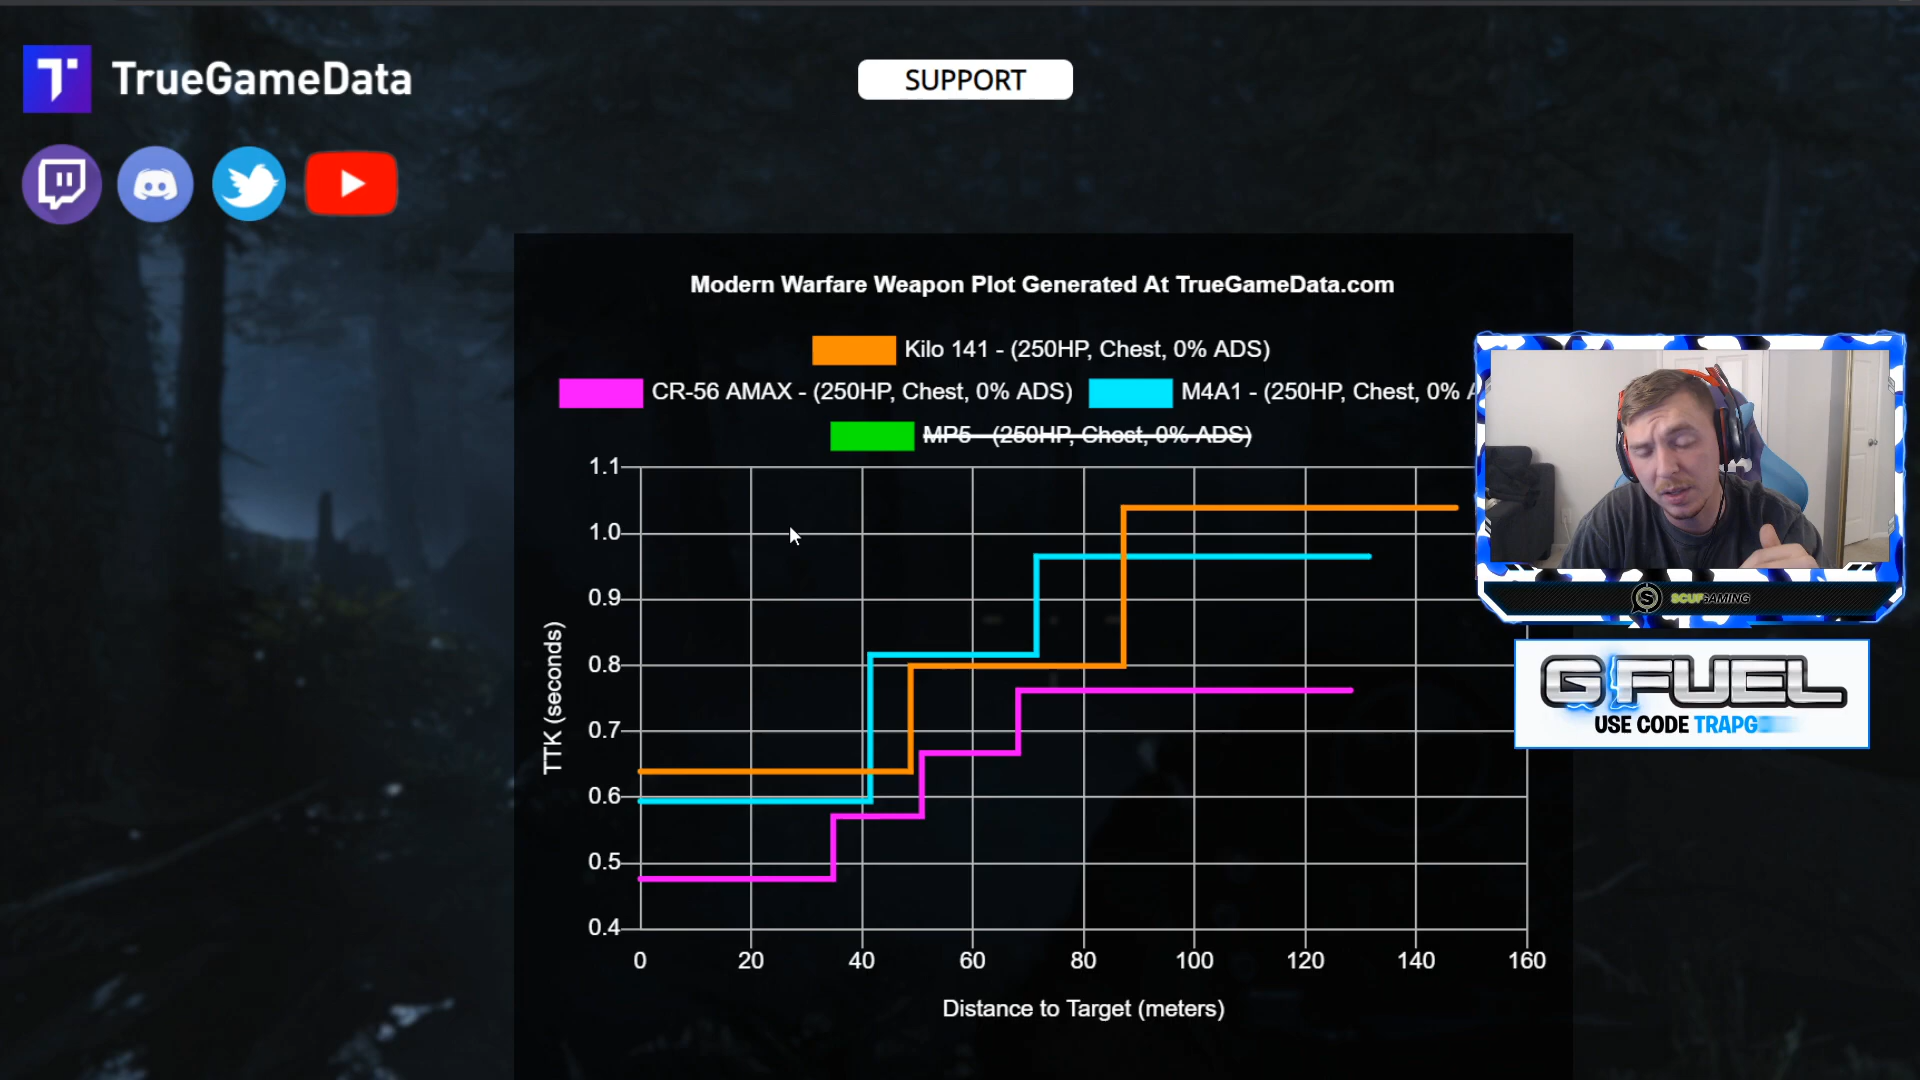 TrueGameData
SUPPORT
Modern Warfare Weapon Plot Generated At TrueGameData.com
Kilo 141 - (250HP, Chest, 0% ADS)
CR-56 AMAX - (250HP, Chest, 0% ADS)
M4A1 - (250HP, Chest, 0%
MP5 - (250HP, Chest, 0% ADS)
1.1
1.0
0.9
0.8
0.7
0.6
0.5
0.4
TTK (seconds)
0 20 40 60 80 100 120 140 160
Distance to Target (meters)
SCUFGAMING
G FUEL
USE CODE TRAPG